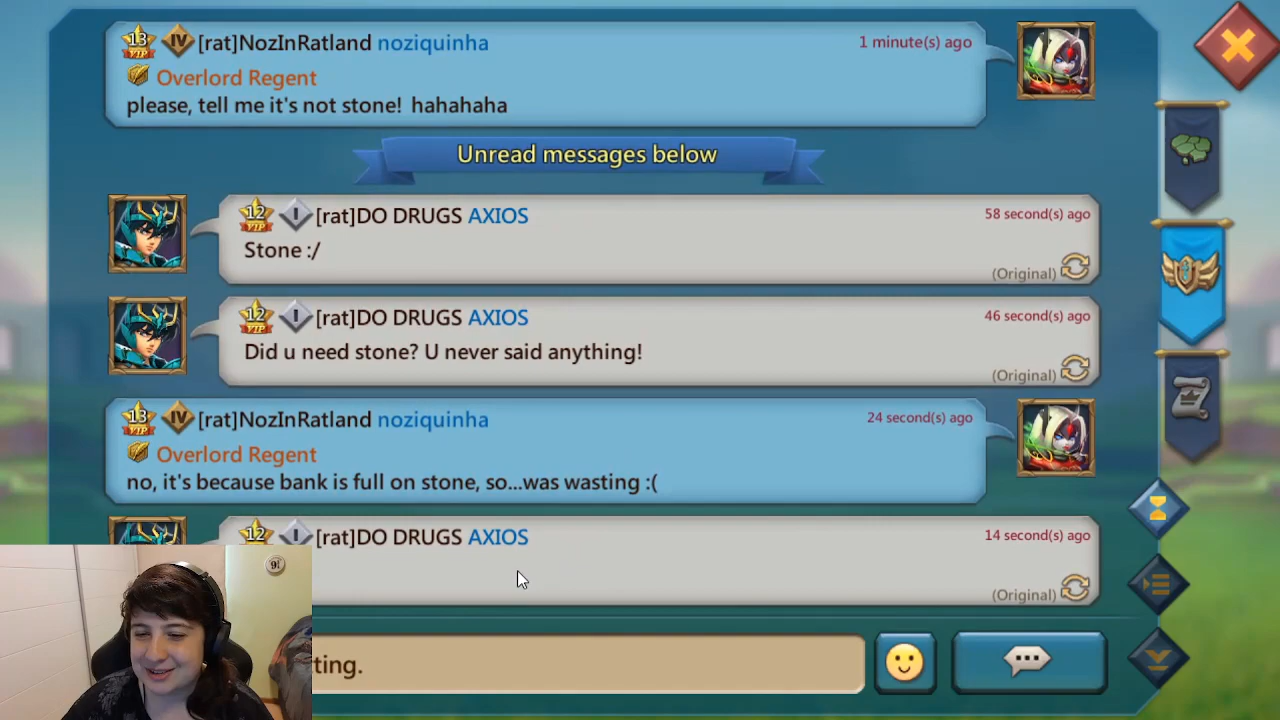 13 VIP IV [rat]NozInRatland noziquinha 1 minute(s) ago
Overlord Regent
please, tell me it's not stone! hahahaha
Unread messages below
12 VIP I [rat]DO DRUGS AXIOS 58 second(s) ago
Stone :/
(Original)
12 VIP I [rat]DO DRUGS AXIOS 46 second(s) ago
Did u need stone? U never said anything!
(Original)
13 VIP IV [rat]NozInRatland noziquinha 24 second(s) ago
Overlord Regent
no, it's because bank is full on stone, so...was wasting :(
12 [rat]DO DRUGS AXIOS 14 second(s) ago
(Original)
ting.